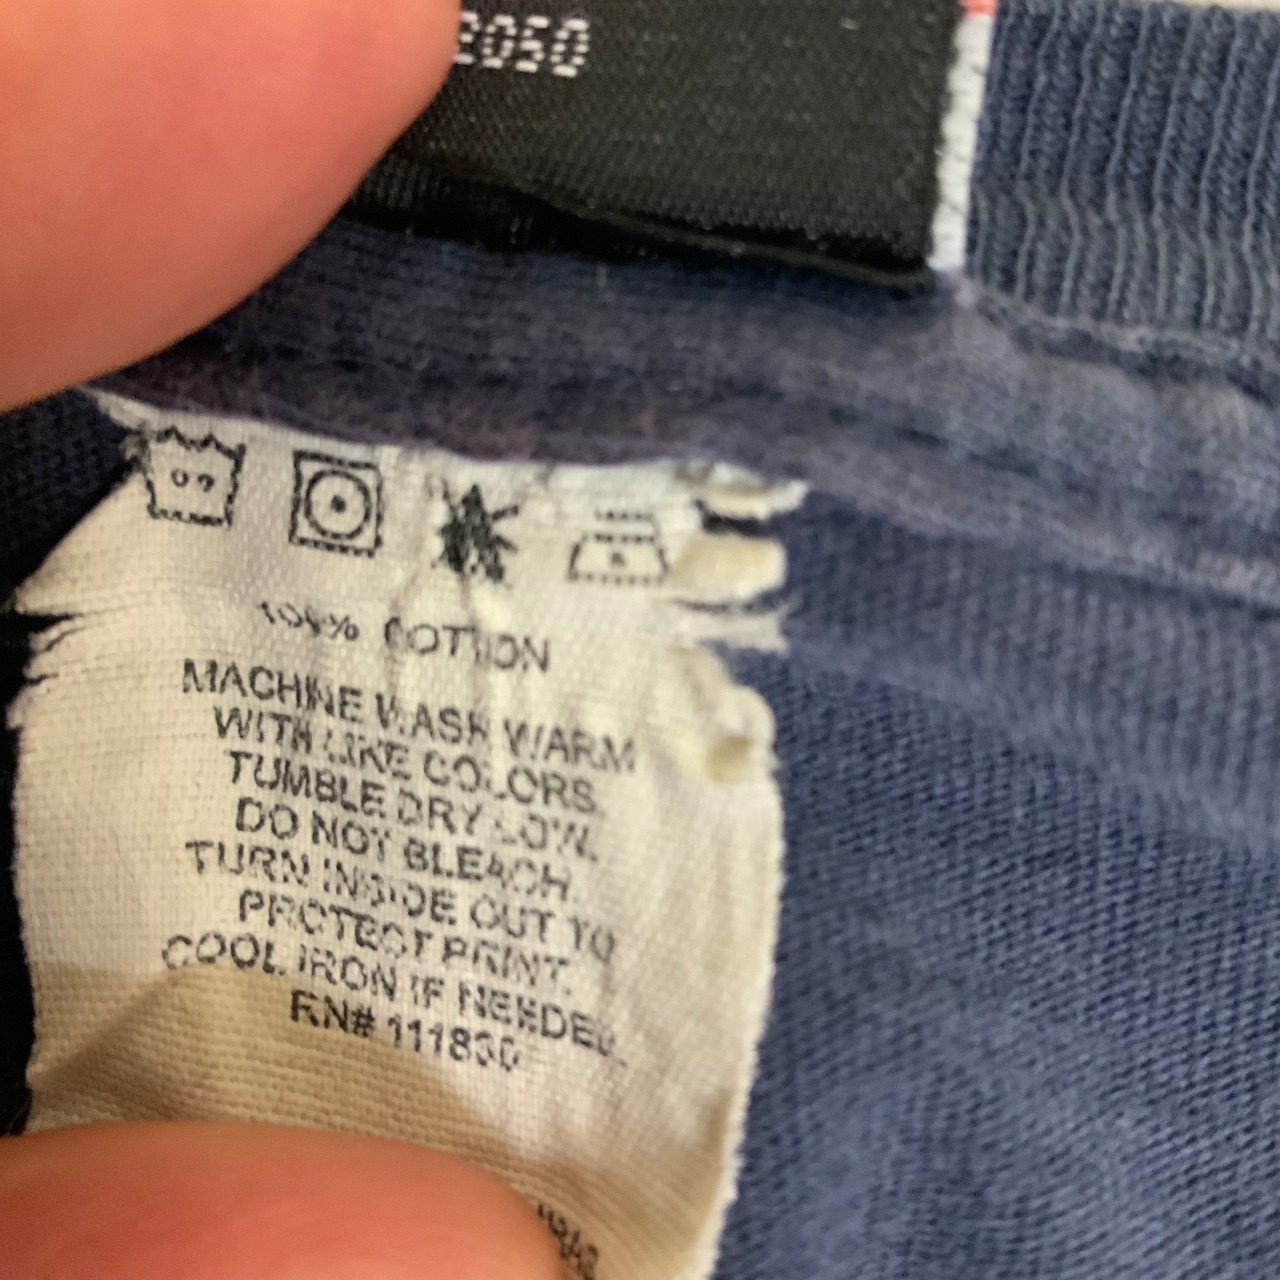 2050
100% COTTON
MACHINE WASH WARM
WITH LIKE COLORS.
TUMBLE DRY LOW.
DO NOT BLEACH.
TURN INSIDE OUT TO
PROTECT PRINT.
COOL IRON IF NEEDED.
RN# 111830